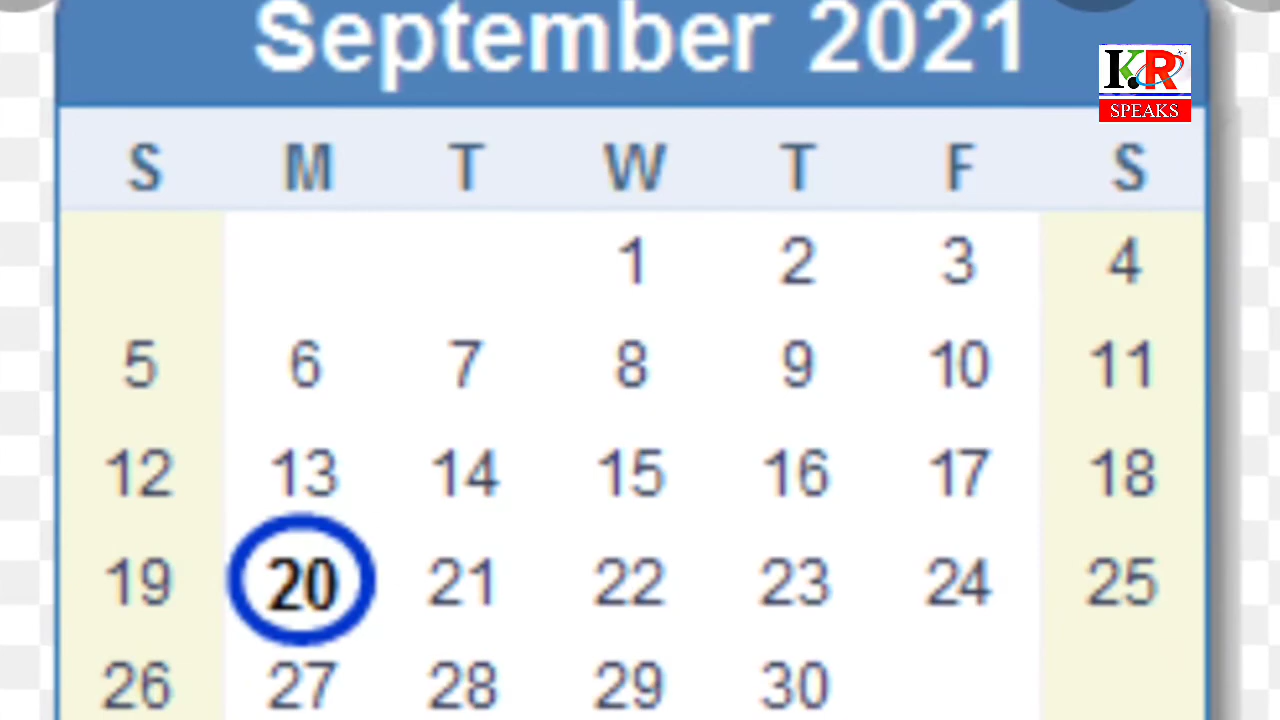 September 2021
KR
SPEAKS
S M T W T F S
1 2 3 4
5 6 7 8 9 10 11
12 13 14 15 16 17 18
19 20 21 22 23 24 25
26 27 28 29 30